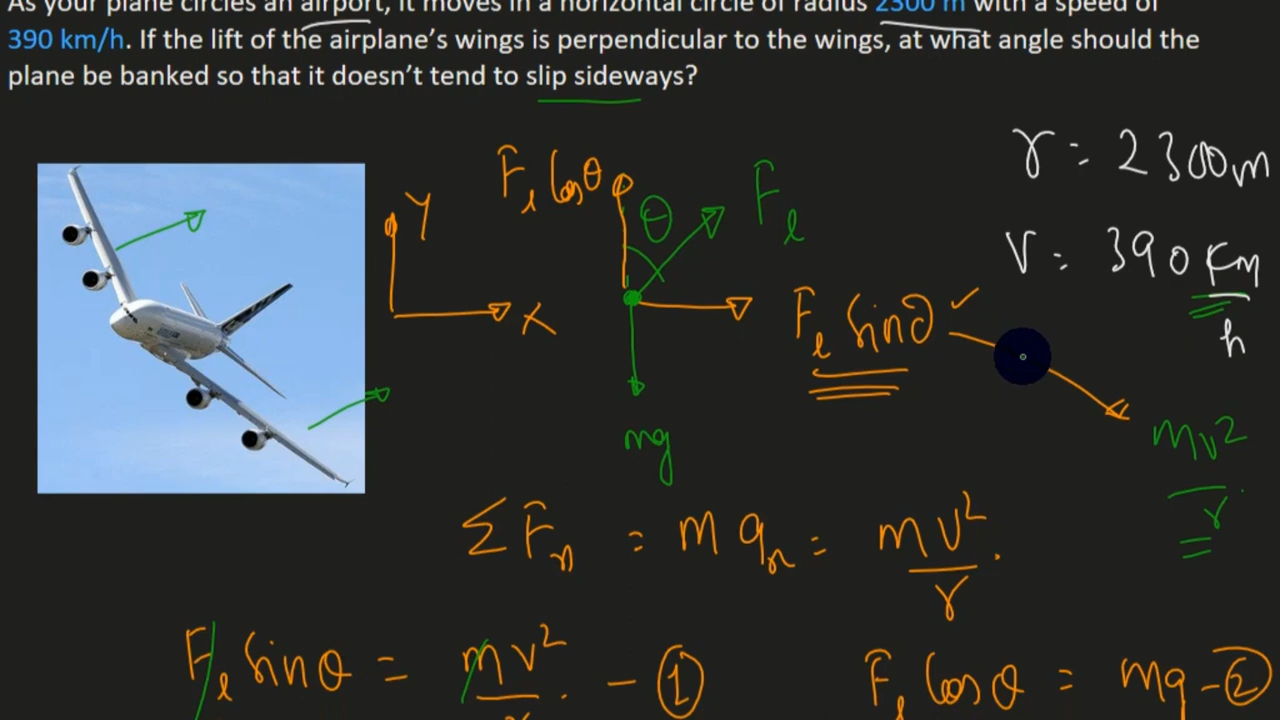 As your plane circles an airport, it moves in a horizontal circle of radius 2300 m with a speed of
390 km/h. If the lift of the airplane's wings is perpendicular to the wings, at what angle should the
plane be banked so that it doesn't tend to slip sideways?
r = 2300m
F_l cosθ θ F_l
Y
V = 390 Km/h
X
F_l sinθ ✓
mg
mv²/r
ΣF_n = m a_n = mv²/r
F_l sinθ = mv²/r - ①
F_l cosθ = mg - ②